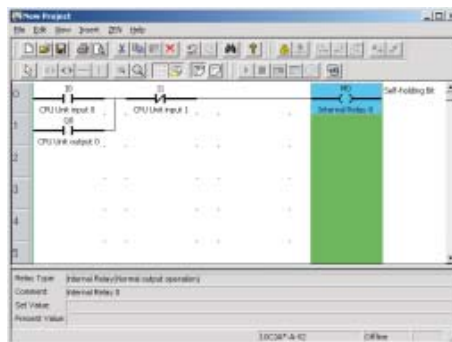 New Project
File Edit View Insert ZEN Help
0 I0 I1 M0 Self-holding Bit
CPU Unit input 0 CPU Unit input 1 Internal Relay 0
1 Q0
CPU Unit output 0
2
3
4
5
Relay Type Internal Relay(Normal output operation)
Comment Internal Relay 0
Set Value
Present Value
Offline